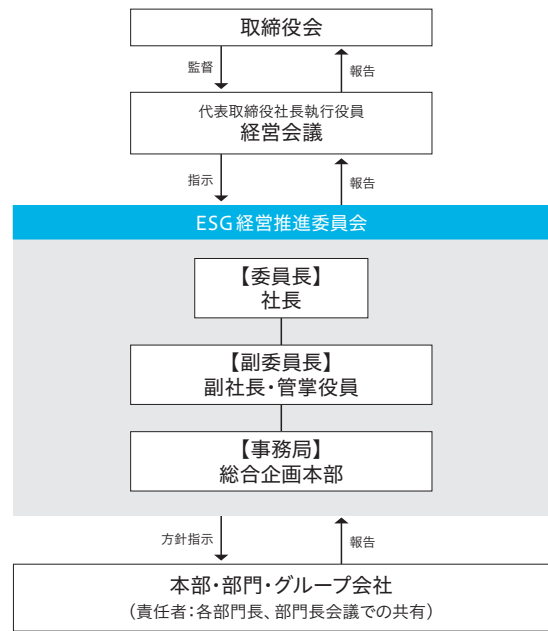 取締役会
監督
報告
代表取締役社長執行役員
経営会議
指示
報告
ESG経営推進委員会
【委員長】
社長
【副委員長】
副社長・管掌役員
【事務局】
総合企画本部
方針指示
報告
本部・部門・グループ会社
(責任者:各部門長、部門長会議での共有)